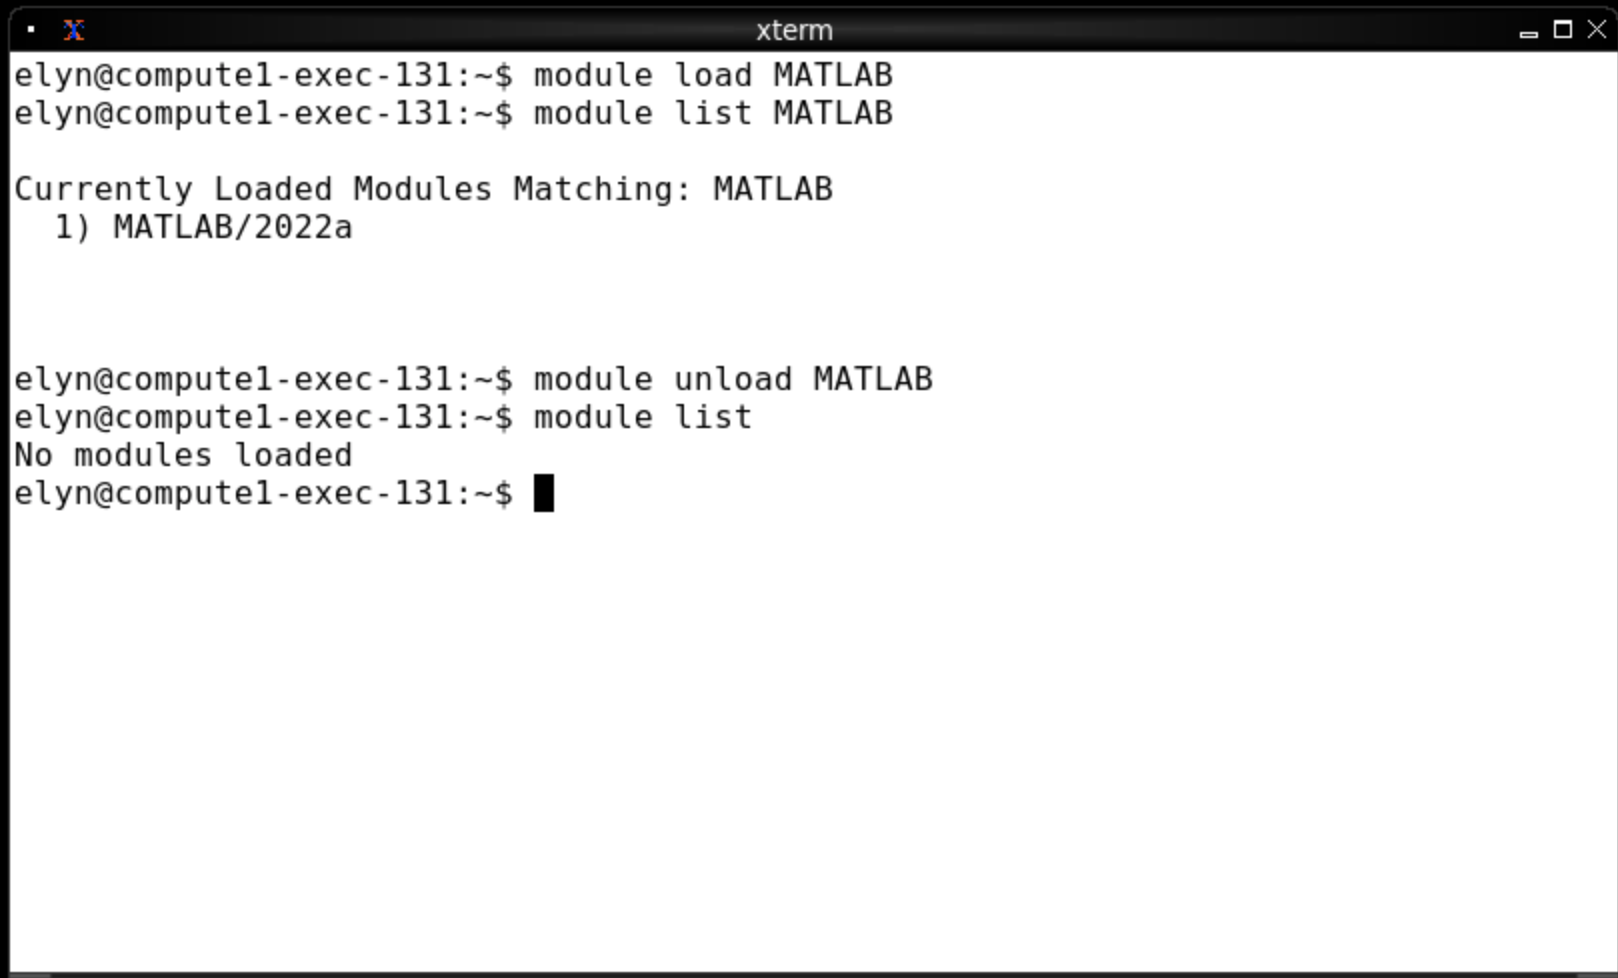 xterm
elyn@compute1-exec-131:~$ module load MATLAB
elyn@compute1-exec-131:~$ module list MATLAB
Currently Loaded Modules Matching: MATLAB
  1) MATLAB/2022a
elyn@compute1-exec-131:~$ module unload MATLAB
elyn@compute1-exec-131:~$ module list
No modules loaded
elyn@compute1-exec-131:~$